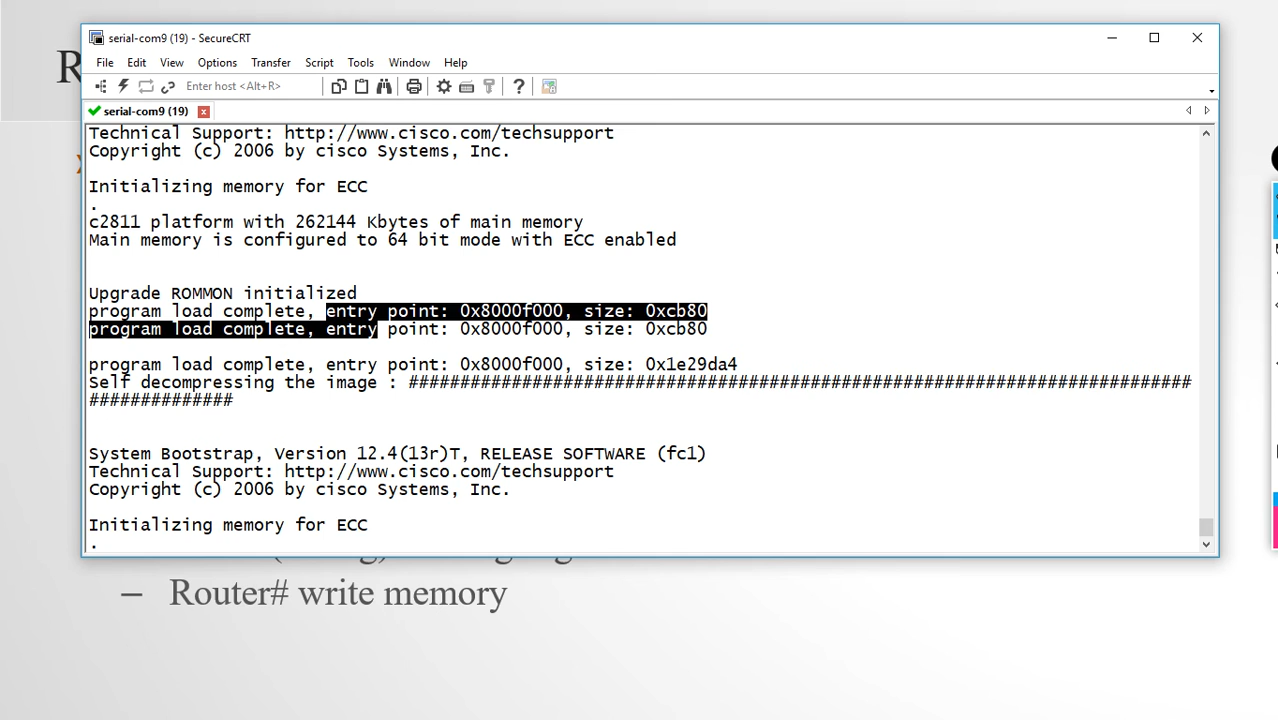 R
serial-com9 (19) - SecureCRT
File Edit View Options Transfer Script Tools Window Help
Enter host <Alt+R>
serial-com9 (19)
Technical Support: http://www.cisco.com/techsupport
Copyright (c) 2006 by cisco Systems, Inc.
Initializing memory for ECC
.
c2811 platform with 262144 Kbytes of main memory
Main memory is configured to 64 bit mode with ECC enabled
Upgrade ROMMON initialized
program load complete, entry point: 0x8000f000, size: 0xcb80
program load complete, entry point: 0x8000f000, size: 0xcb80
program load complete, entry point: 0x8000f000, size: 0x1e29da4
Self decompressing the image : ############################################################################
##############
System Bootstrap, Version 12.4(13r)T, RELEASE SOFTWARE (fc1)
Technical Support: http://www.cisco.com/techsupport
Copyright (c) 2006 by cisco Systems, Inc.
Initializing memory for ECC
.
– Router# write memory